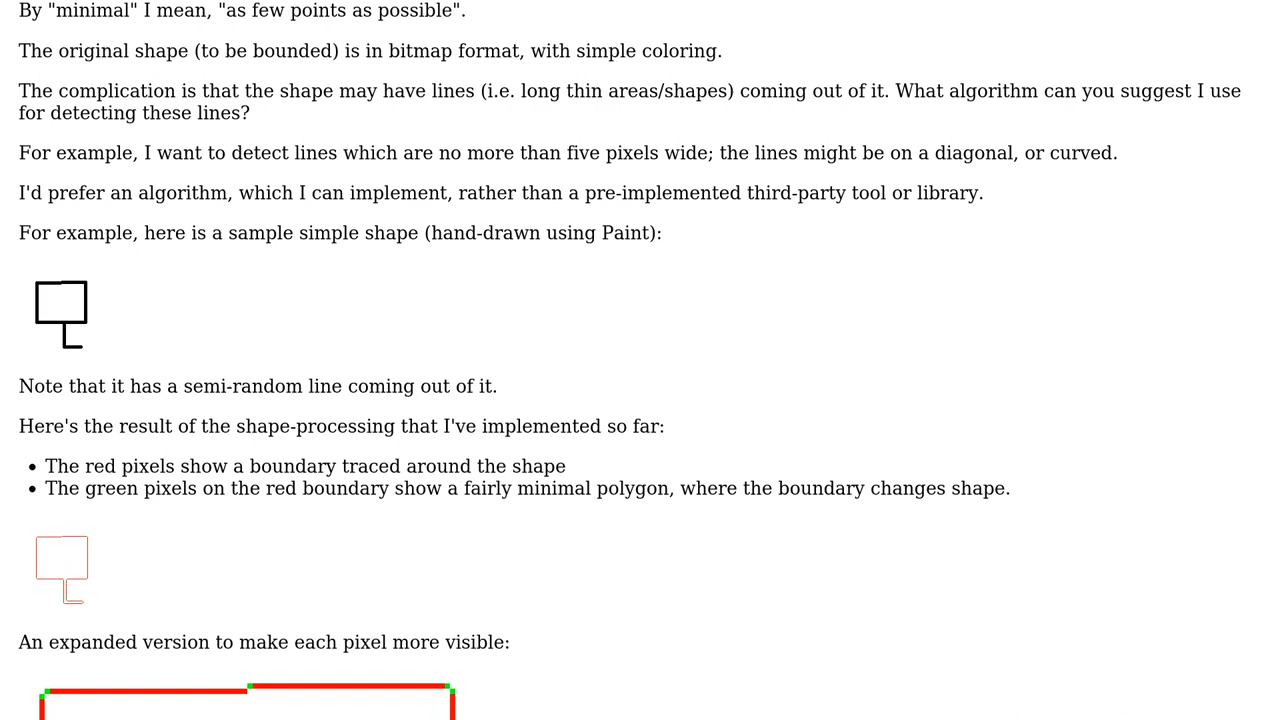 By "minimal" I mean, "as few points as possible".
The original shape (to be bounded) is in bitmap format, with simple coloring.
The complication is that the shape may have lines (i.e. long thin areas/shapes) coming out of it. What algorithm can you suggest I use
for detecting these lines?
For example, I want to detect lines which are no more than five pixels wide; the lines might be on a diagonal, or curved.
I'd prefer an algorithm, which I can implement, rather than a pre-implemented third-party tool or library.
For example, here is a sample simple shape (hand-drawn using Paint):
Note that it has a semi-random line coming out of it.
Here's the result of the shape-processing that I've implemented so far:
• The red pixels show a boundary traced around the shape
• The green pixels on the red boundary show a fairly minimal polygon, where the boundary changes shape.
An expanded version to make each pixel more visible: